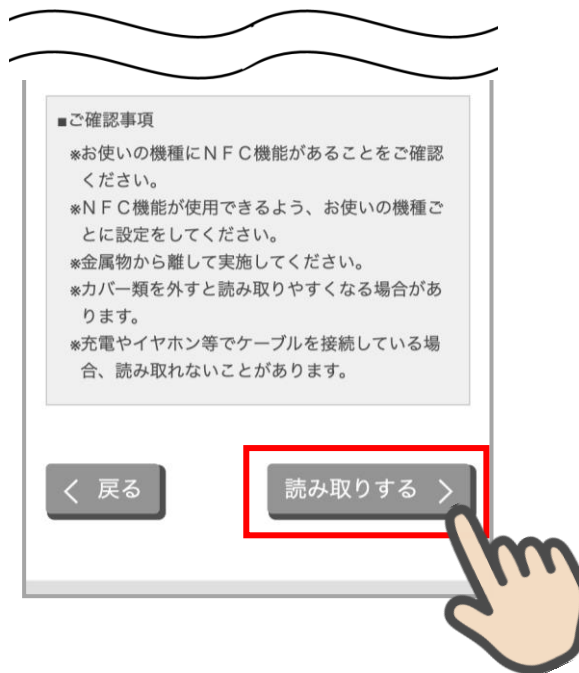 ■ご確認事項
※お使いの機種にＮＦＣ機能があることをご確認
ください。
※ＮＦＣ機能が使用できるよう、お使いの機種ご
とに設定をしてください。
※金属物から離して実施してください。
※カバー類を外すと読み取りやすくなる場合があ
ります。
※充電やイヤホン等でケーブルを接続している場
合、読み取れないことがあります。
戻る
読み取りする